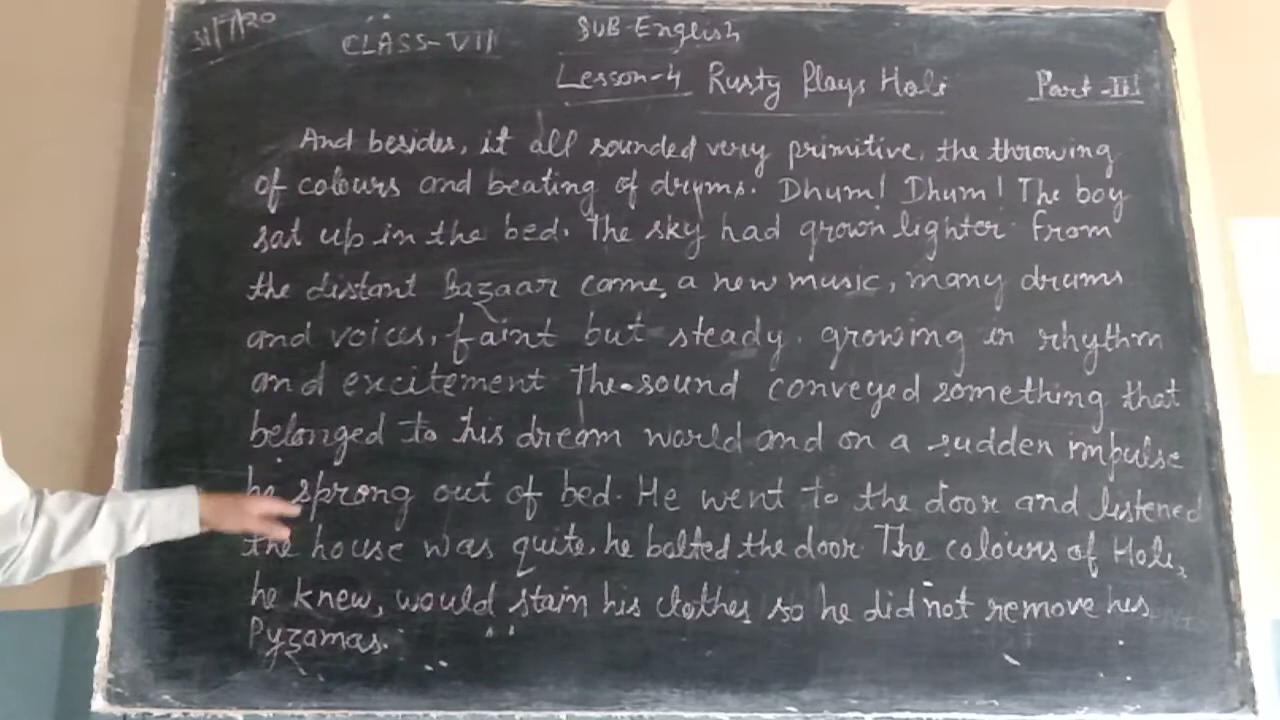 31/7/20
CLASS-VII
SUB-English
Lesson-4 Rusty Plays Holi Part-III
And besides, it all sounded very primitive, the throwing
of colours and beating of drums. Dhum! Dhum! The boy
sat up in the bed. The sky had grown lighter from
the distant Bazaar came a new music, many drums
and voices, faint but steady. growing in rhythm
and excitement The sound conveyed something that
belonged to his dream world and on a sudden impulse
he sprong out of bed. He went to the door and listened
the house was quite. he bolted the door The colours of Holi,
he knew, would stain his clothes so he did not remove his
Pyzamas.